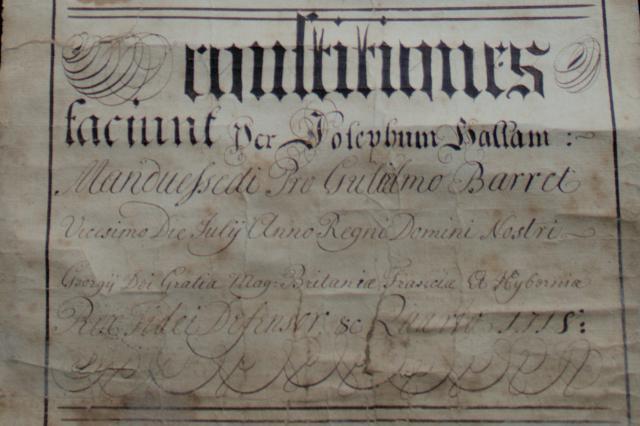 Constitutiones
faciunt per Josephum Hallam :
Manduessedi Pro Gulielmo Barret
Vicesimo Die Julij Anno Regni Domini Nostri
Georgij Dei Gratia Mag: Britaniæ Franciæ Et Hyberniæ
Rex Fidei Defensor &c Quarto 1718: